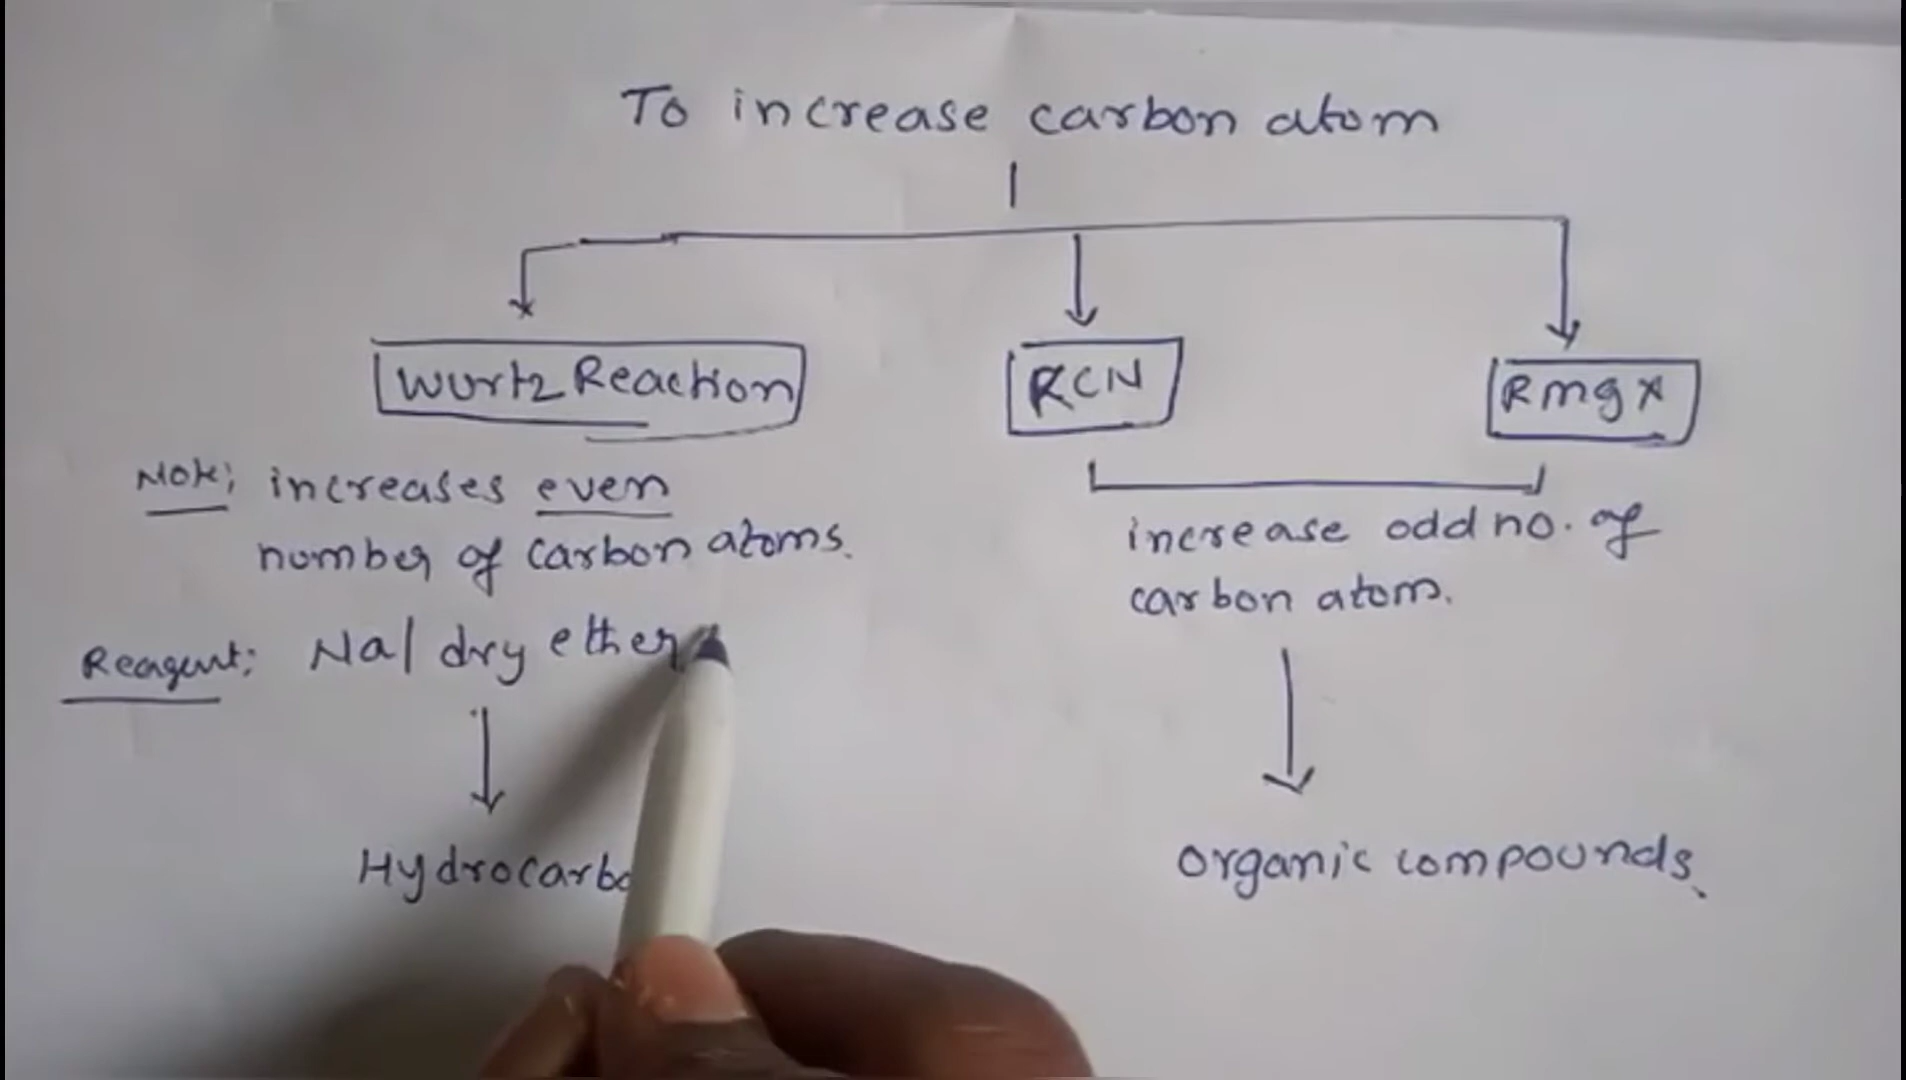 To increase carbon atom
Wurtz Reaction
RCN
Rmgx
Note; increases even
number of carbon atoms.
Reagent: Na/ dry ether
Hydrocarbo
increase odd no. of
carbon atom.
organic compounds.